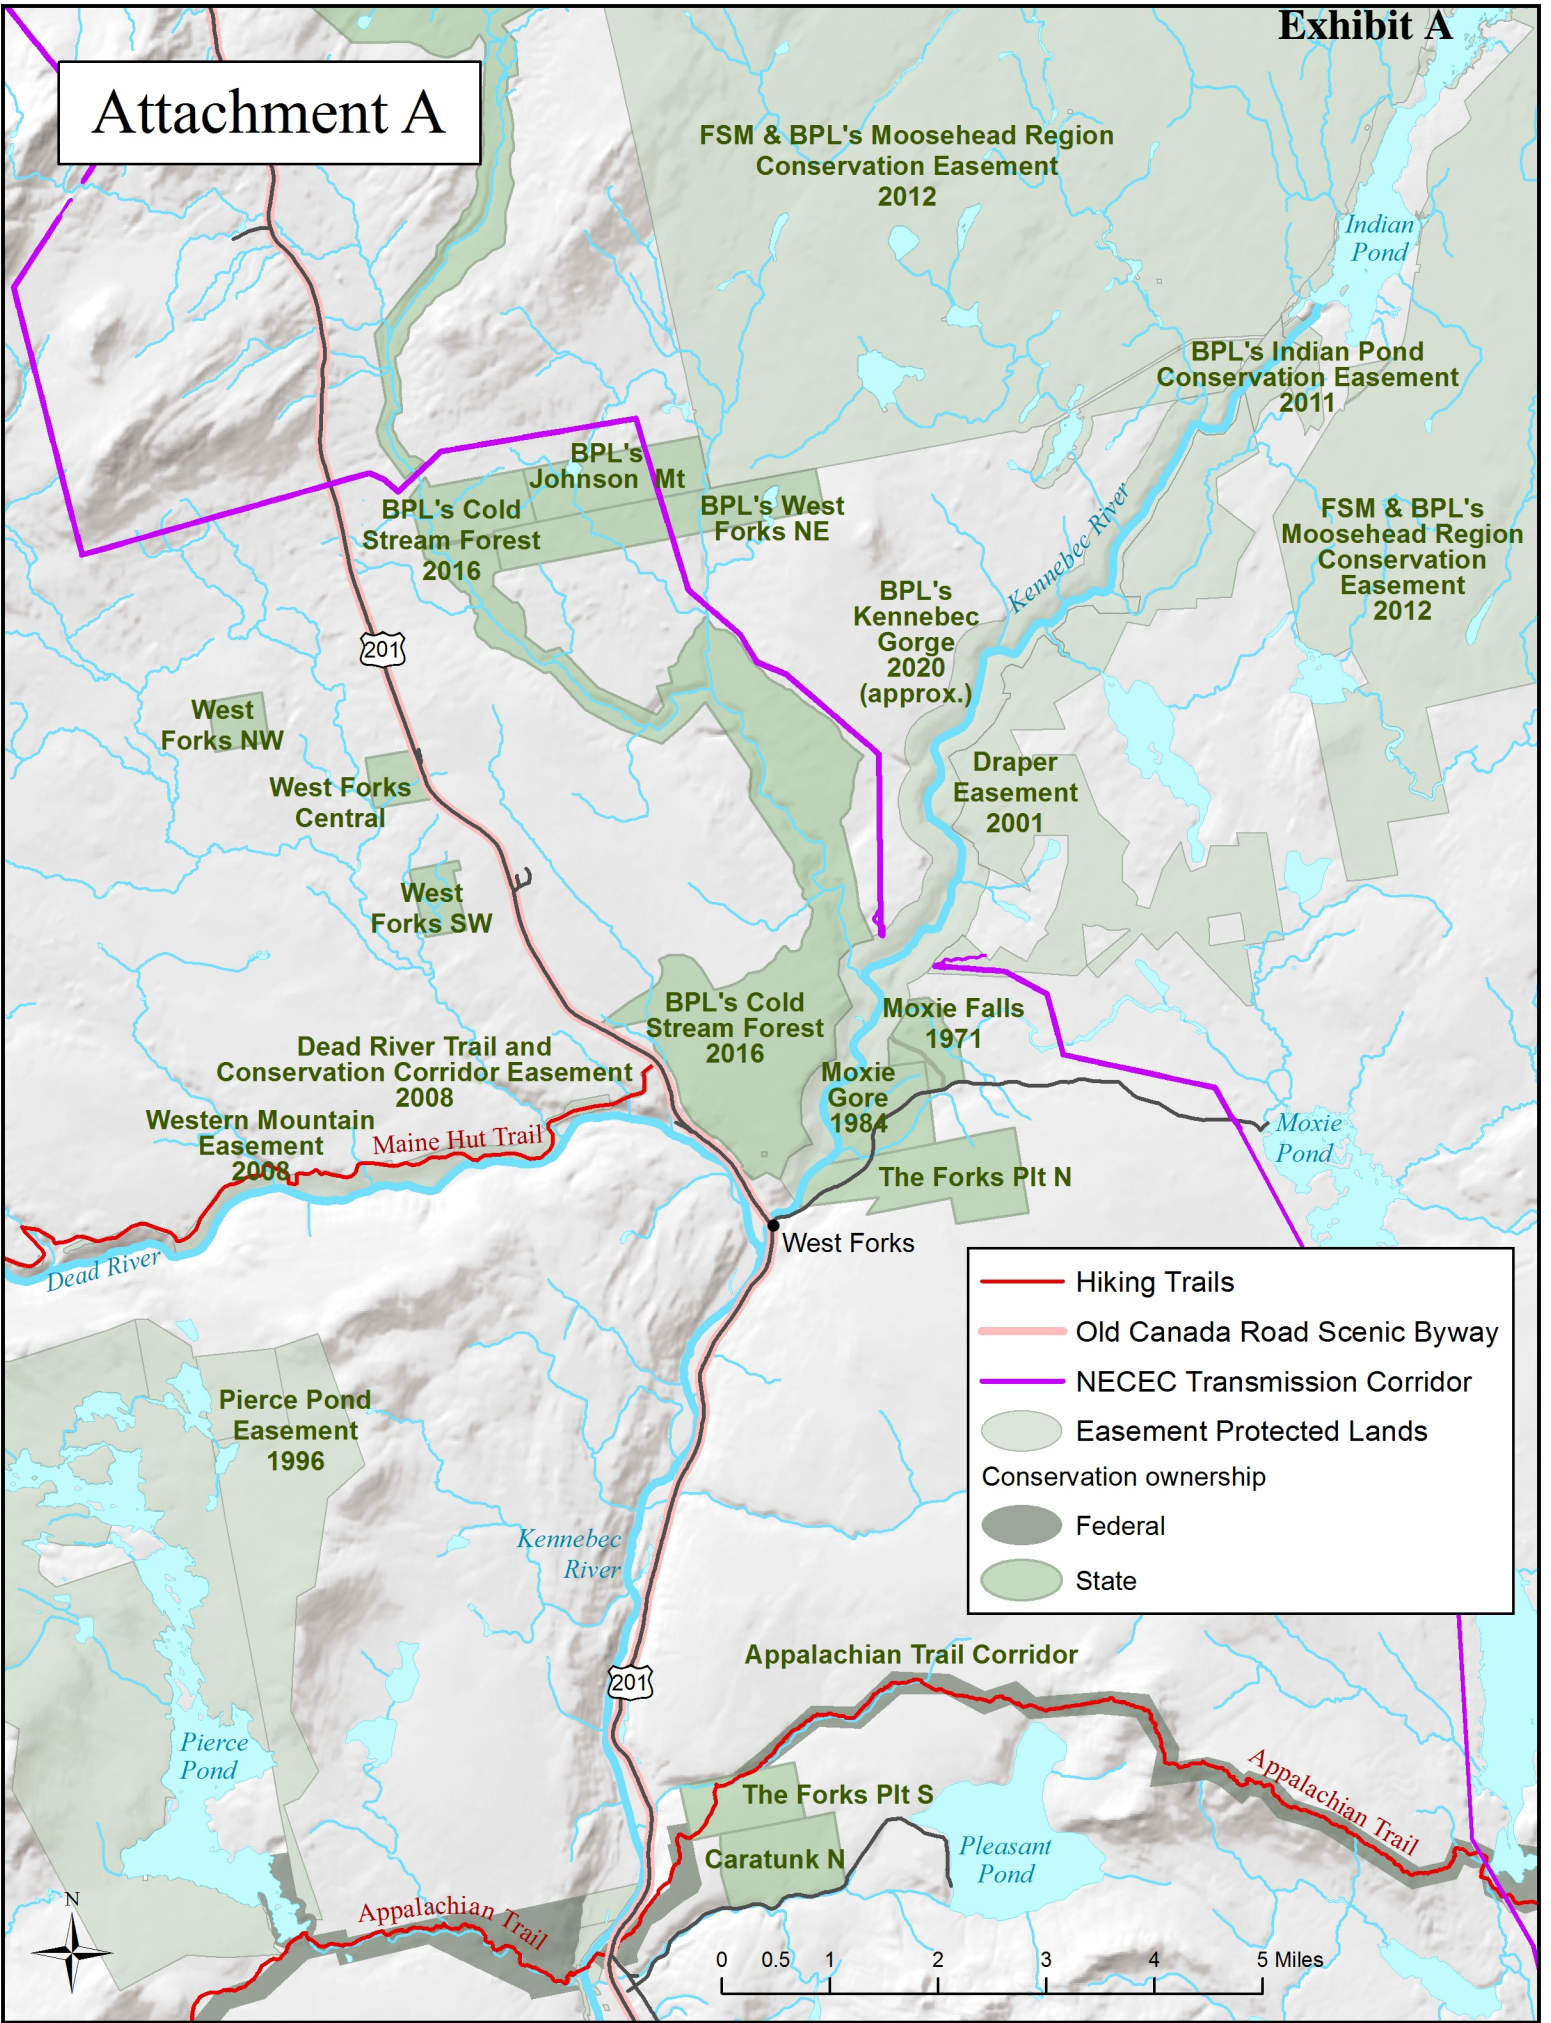 Exhibit A
Attachment A
FSM & BPL's Moosehead Region
Conservation Easement
2012
Indian
Pond
BPL's Indian Pond
Conservation Easement
2011
BPL's
Johnson Mt
BPL's Cold
Stream Forest
2016
BPL's West
Forks NE
Kennebec River
FSM & BPL's
Moosehead Region
Conservation
Easement
2012
BPL's
Kennebec
Gorge
2020
(approx.)
201
West
Forks NW
West Forks
Central
Draper
Easement
2001
West
Forks SW
BPL's Cold
Stream Forest
2016
Moxie Falls
1971
Dead River Trail and
Conservation Corridor Easement
2008
Moxie
Gore
1984
Western Mountain
Easement
2008
Maine Hut Trail
Moxie
Pond
The Forks Plt N
West Forks
Dead River
Hiking Trails
Old Canada Road Scenic Byway
NECEC Transmission Corridor
Easement Protected Lands
Conservation ownership
Federal
State
Pierce Pond
Easement
1996
Kennebec
River
Appalachian Trail Corridor
201
Pierce
Pond
Appalachian Trail
The Forks Plt S
Caratunk N
Pleasant
Pond
Appalachian Trail
N
0 0.5 1 2 3 4 5 Miles